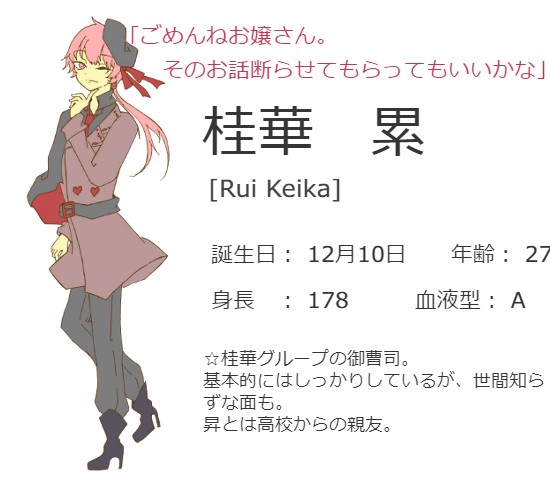 「ごめんねお嬢さん。
そのお話断らせてもらってもいいかな」
桂華　累
[Rui Keika]
誕生日： 12月10日　　年齢： 27
身長　： 178　　　血液型： A
☆桂華グループの御曹司。
基本的にはしっかりしているが、世間知ら
ずな面も。
昇とは高校からの親友。